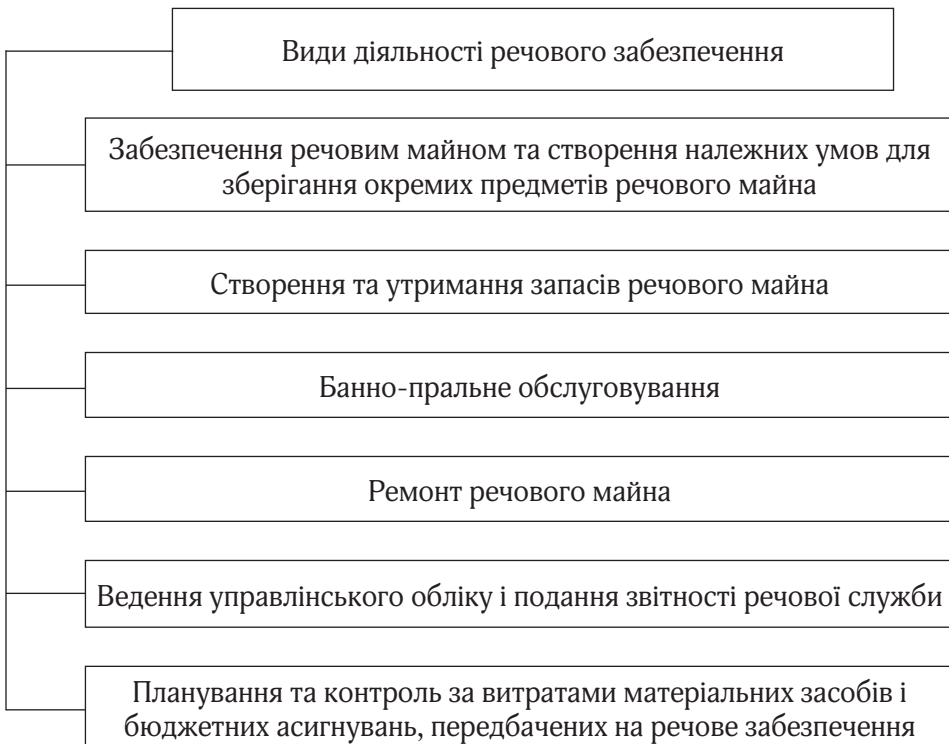 Види діяльності речового забезпечення
Забезпечення речовим майном та створення належних умов для
зберігання окремих предметів речового майна
Створення та утримання запасів речового майна
Банно-пральне обслуговування
Ремонт речового майна
Ведення управлінського обліку і подання звітності речової служби
Планування та контроль за витратами матеріальних засобів і
бюджетних асигнувань, передбачених на речове забезпечення